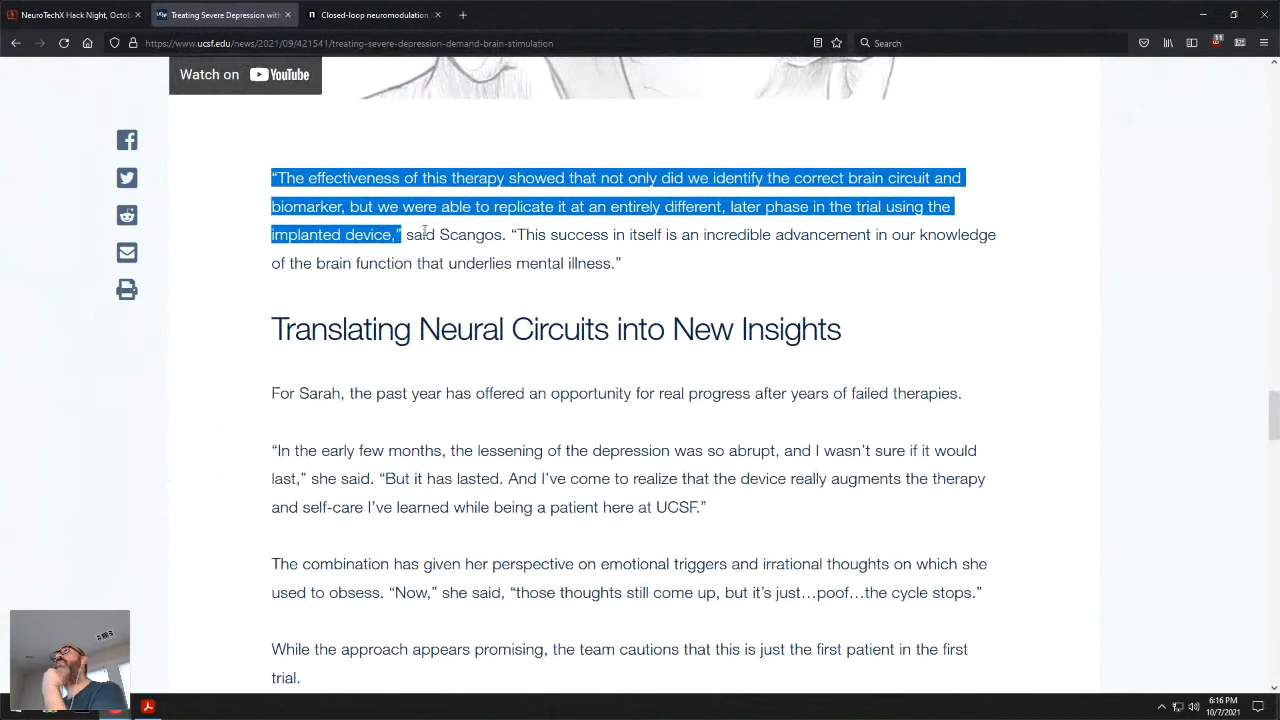 NeuroTechX Hack Night, Octo
Treating Severe Depression with
Closed-loop neuromodulation
https://www.ucsf.edu/news/2021/09/421541/treating-severe-depression-demand-brain-stimulation
Search
Watch on YouTube
“The effectiveness of this therapy showed that not only did we identify the correct brain circuit and
biomarker, but we were able to replicate it at an entirely different, later phase in the trial using the
implanted device,” said Scangos. “This success in itself is an incredible advancement in our knowledge
of the brain function that underlies mental illness.”
Translating Neural Circuits into New Insights
For Sarah, the past year has offered an opportunity for real progress after years of failed therapies.
“In the early few months, the lessening of the depression was so abrupt, and I wasn’t sure if it would
last,” she said. “But it has lasted. And I’ve come to realize that the device really augments the therapy
and self-care I’ve learned while being a patient here at UCSF.”
The combination has given her perspective on emotional triggers and irrational thoughts on which she
used to obsess. “Now,” she said, “those thoughts still come up, but it’s just…poof…the cycle stops.”
While the approach appears promising, the team cautions that this is just the first patient in the first
trial.
6:16 PM
10/7/2021